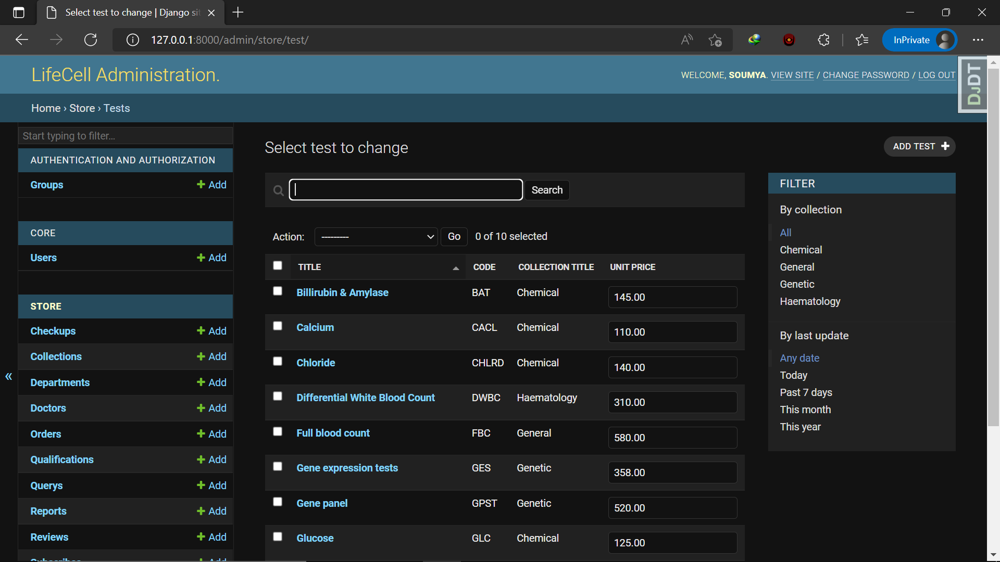 Select test to change | Django sit
127.0.0.1:8000/admin/store/test/
InPrivate
LifeCell Administration.
WELCOME, SOUMYA. VIEW SITE / CHANGE PASSWORD / LOG OUT
DJDT
Home › Store › Tests
Start typing to filter...
AUTHENTICATION AND AUTHORIZATION
Groups + Add
CORE
Users + Add
STORE
Checkups + Add
Collections + Add
Departments + Add
Doctors + Add
Orders + Add
Qualifications + Add
Querys + Add
Reports + Add
Reviews + Add
«
Select test to change
ADD TEST +
Search
Action: --------- Go 0 of 10 selected
TITLE CODE COLLECTION TITLE UNIT PRICE
Billirubin & Amylase BAT Chemical 145.00
Calcium CACL Chemical 110.00
Chloride CHLRD Chemical 140.00
Differential White Blood Count DWBC Haematology 310.00
Full blood count FBC General 580.00
Gene expression tests GES Genetic 358.00
Gene panel GPST Genetic 520.00
Glucose GLC Chemical 125.00
FILTER
By collection
All
Chemical
General
Genetic
Haematology
By last update
Any date
Today
Past 7 days
This month
This year